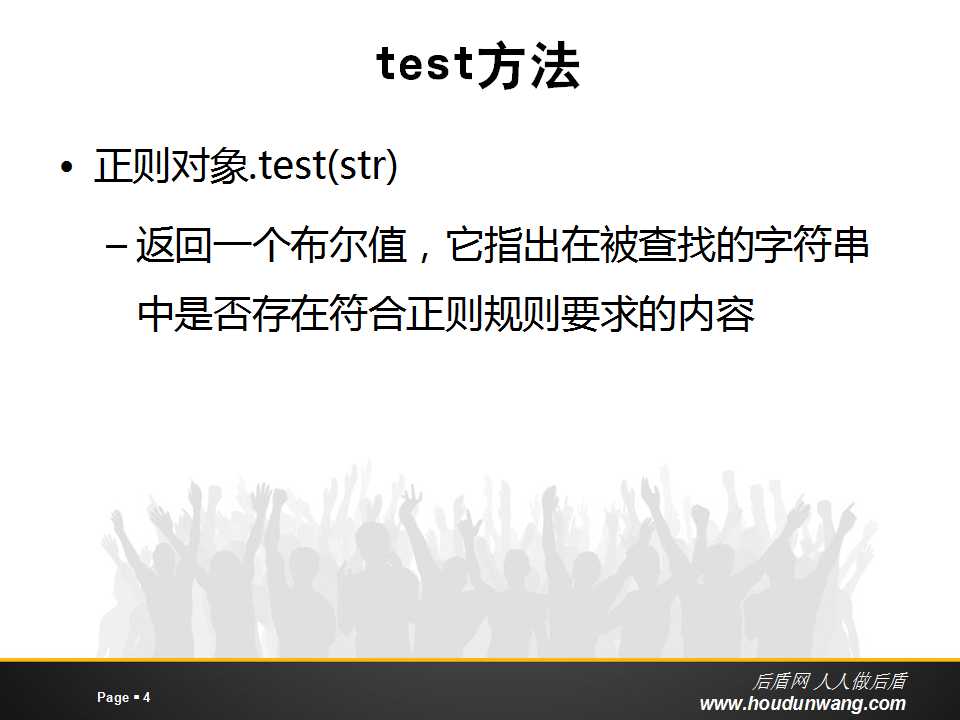 test方法
• 正则对象.test(str)
– 返回一个布尔值，它指出在被查找的字符串
中是否存在符合正则规则要求的内容
Page ▪ 4
后盾网 人人做后盾
www.houdunwang.com